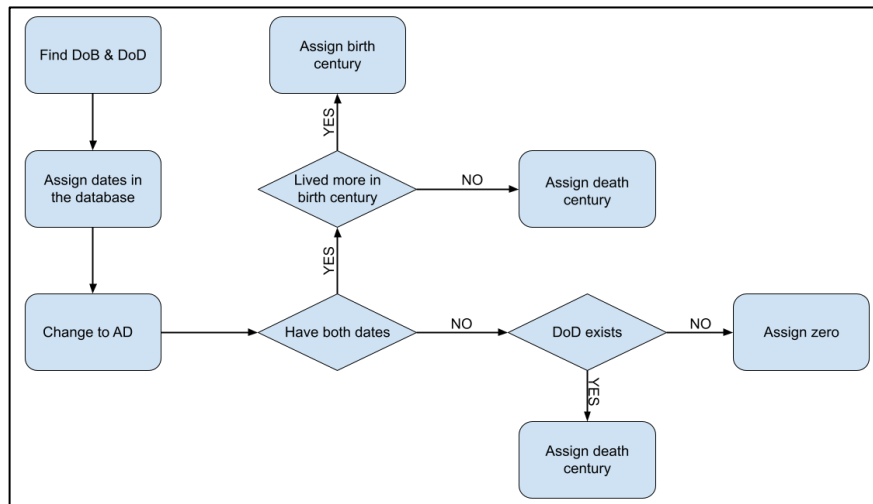 Find DoB & DoD
Assign birth
century
YES
Assign dates in
the database
Lived more in
birth century
NO
Assign death
century
YES
Change to AD
Have both dates
NO
DoD exists
NO
Assign zero
YES
Assign death
century